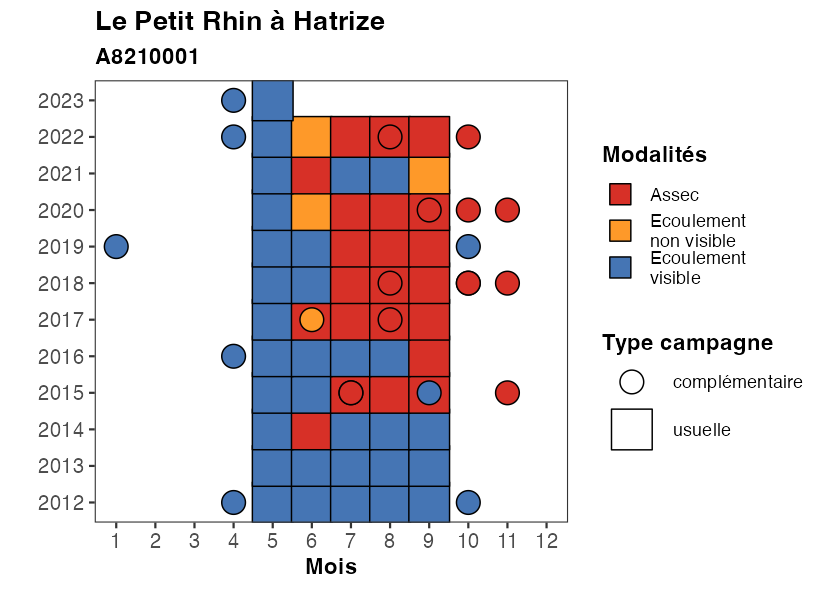 Le Petit Rhin à Hatrize
A8210001
2023
2022
2021
2020
2019
2018
2017
2016
2015
2014
2013
2012
1 2 3 4 5 6 7 8 9 10 11 12
Mois
Modalités
Assec
Ecoulement
non visible
Ecoulement
visible
Type campagne
complémentaire
usuelle